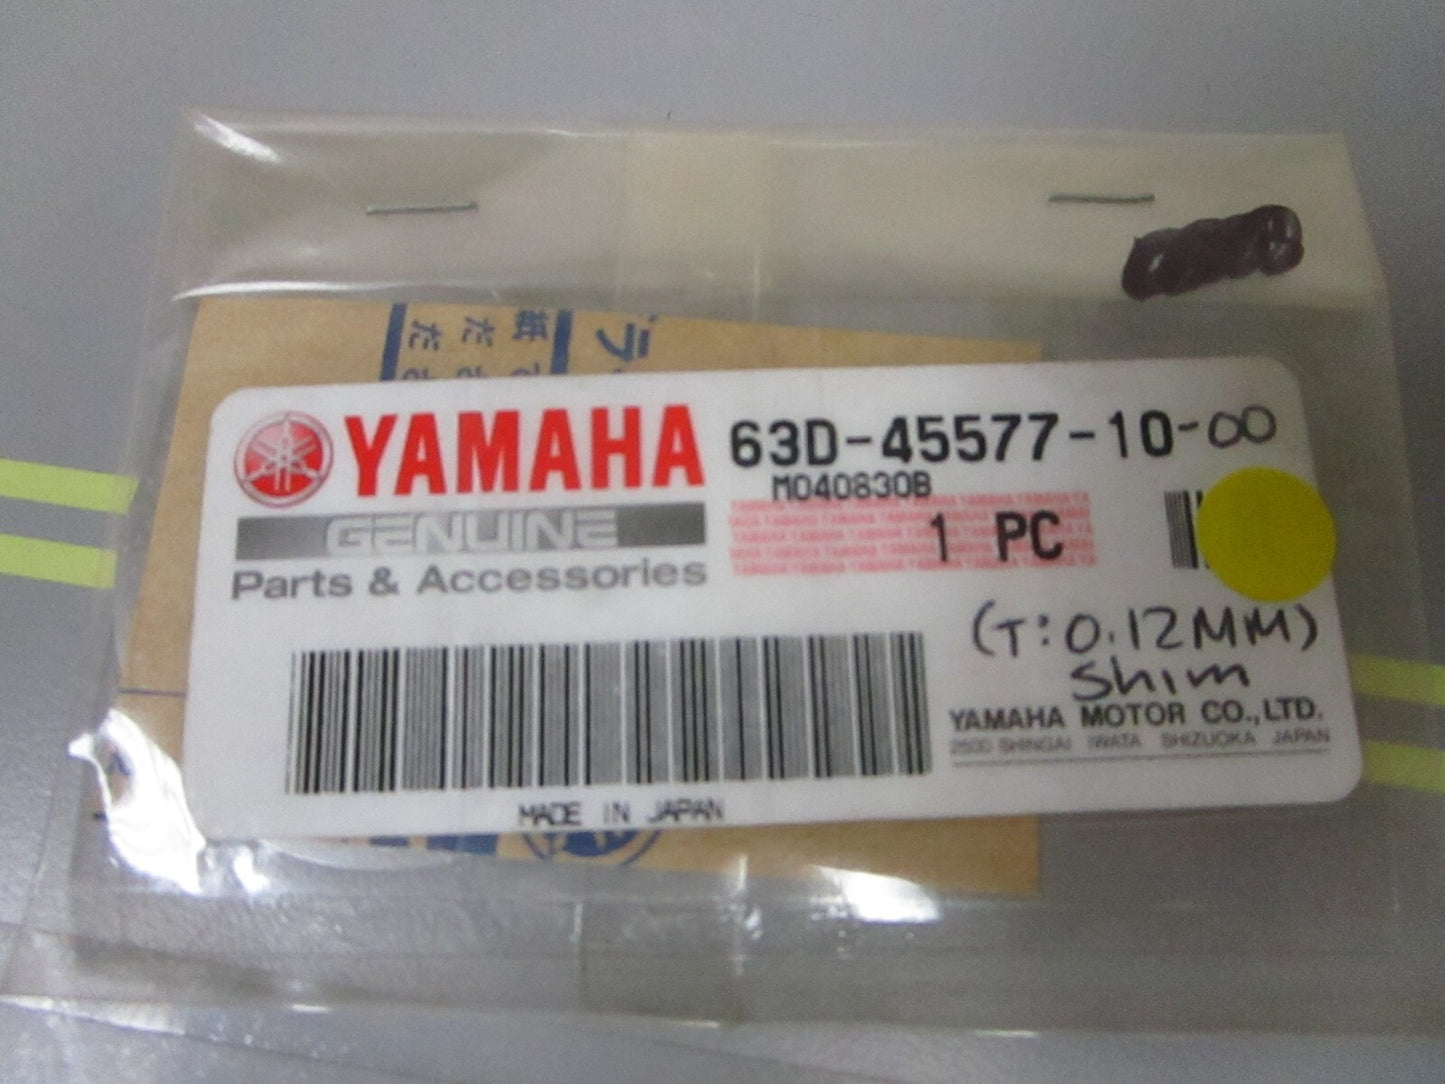 YAMAHA
GENUINE
Parts & Accessories
63D-45577-10-00
M040830B
1 PC
(T:0.12MM)
Shim
YAMAHA MOTOR CO.,LTD.
2500 SHINGAI IWATA SHIZUOKA JAPAN
MADE IN JAPAN